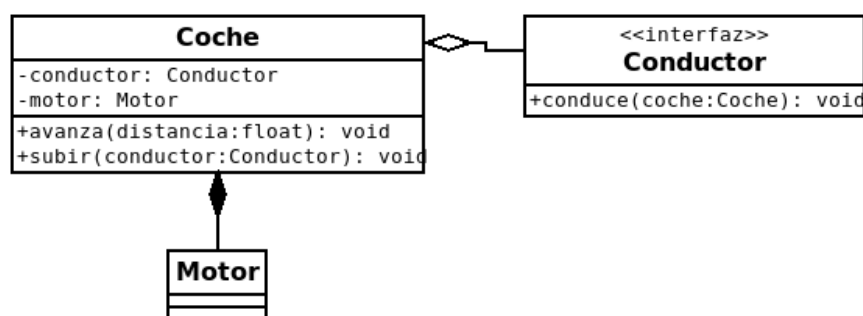 Coche
-conductor: Conductor
-motor: Motor
+avanza(distancia:float): void
+subir(conductor:Conductor): void
<<interfaz>>
Conductor
+conduce(coche:Coche): void
Motor